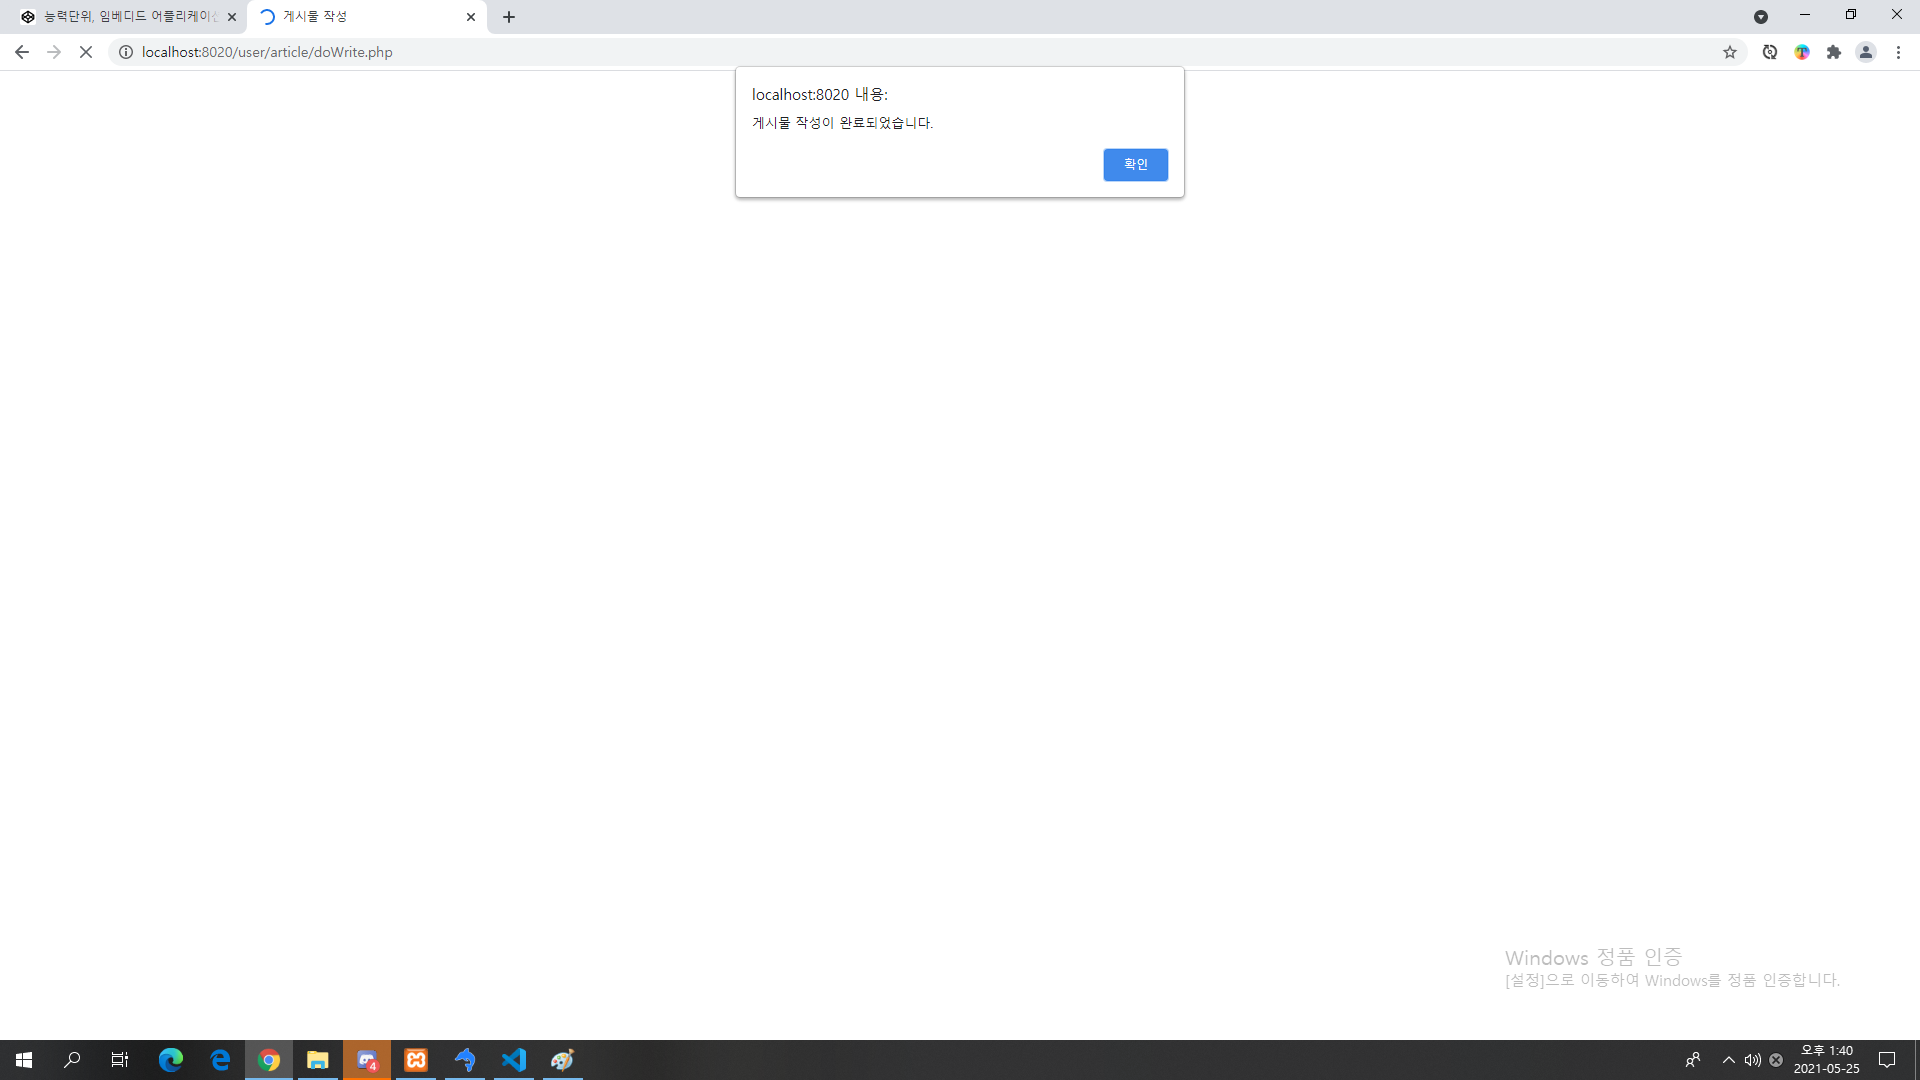 능력단위, 임베디드 어플리케이
게시물 작성
localhost:8020/user/article/doWrite.php
localhost:8020 내용:
게시물 작성이 완료되었습니다.
확인
Windows 정품 인증
[설정]으로 이동하여 Windows를 정품 인증합니다.
4
오후 1:40
2021-05-25